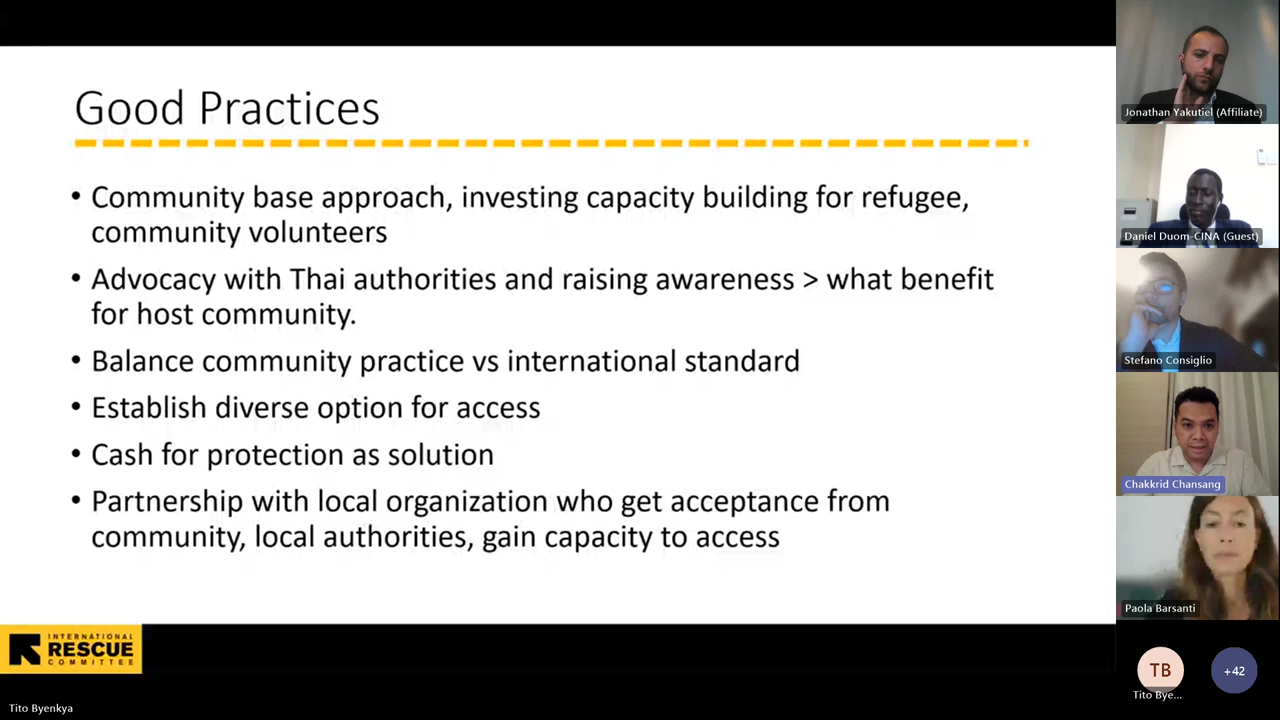 Good Practices
• Community base approach, investing capacity building for refugee,
community volunteers
• Advocacy with Thai authorities and raising awareness > what benefit
for host community.
• Balance community practice vs international standard
• Establish diverse option for access
• Cash for protection as solution
• Partnership with local organization who get acceptance from
community, local authorities, gain capacity to access
INTERNATIONAL
RESCUE
COMMITTEE
Tito Byenkya
Jonathan Yakutiel (Affiliate)
Daniel Duom-CINA (Guest)
Stefano Consiglio
Chakkrid Chansang
Paola Barsanti
TB
+42
Tito Bye...